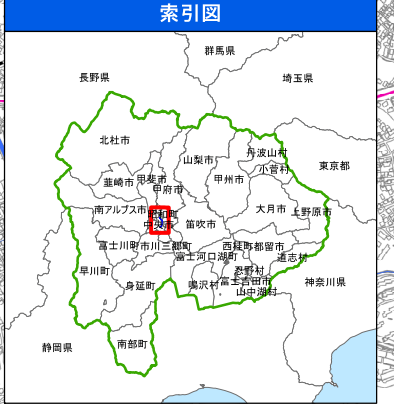 索引図
群馬県
長野県
埼玉県
北杜市
山梨市
丹波山村
小菅村
東京都
韮崎市
甲斐市
甲府市
甲州市
南アルプス市
昭和町
中央市
笛吹市
大月市
上野原市
富士川町
市川三郷町
西桂町
都留市
道志村
富士河口湖町
早川町
身延町
鳴沢村
忍野村
富士吉田市
山中湖村
神奈川県
静岡県
南部町